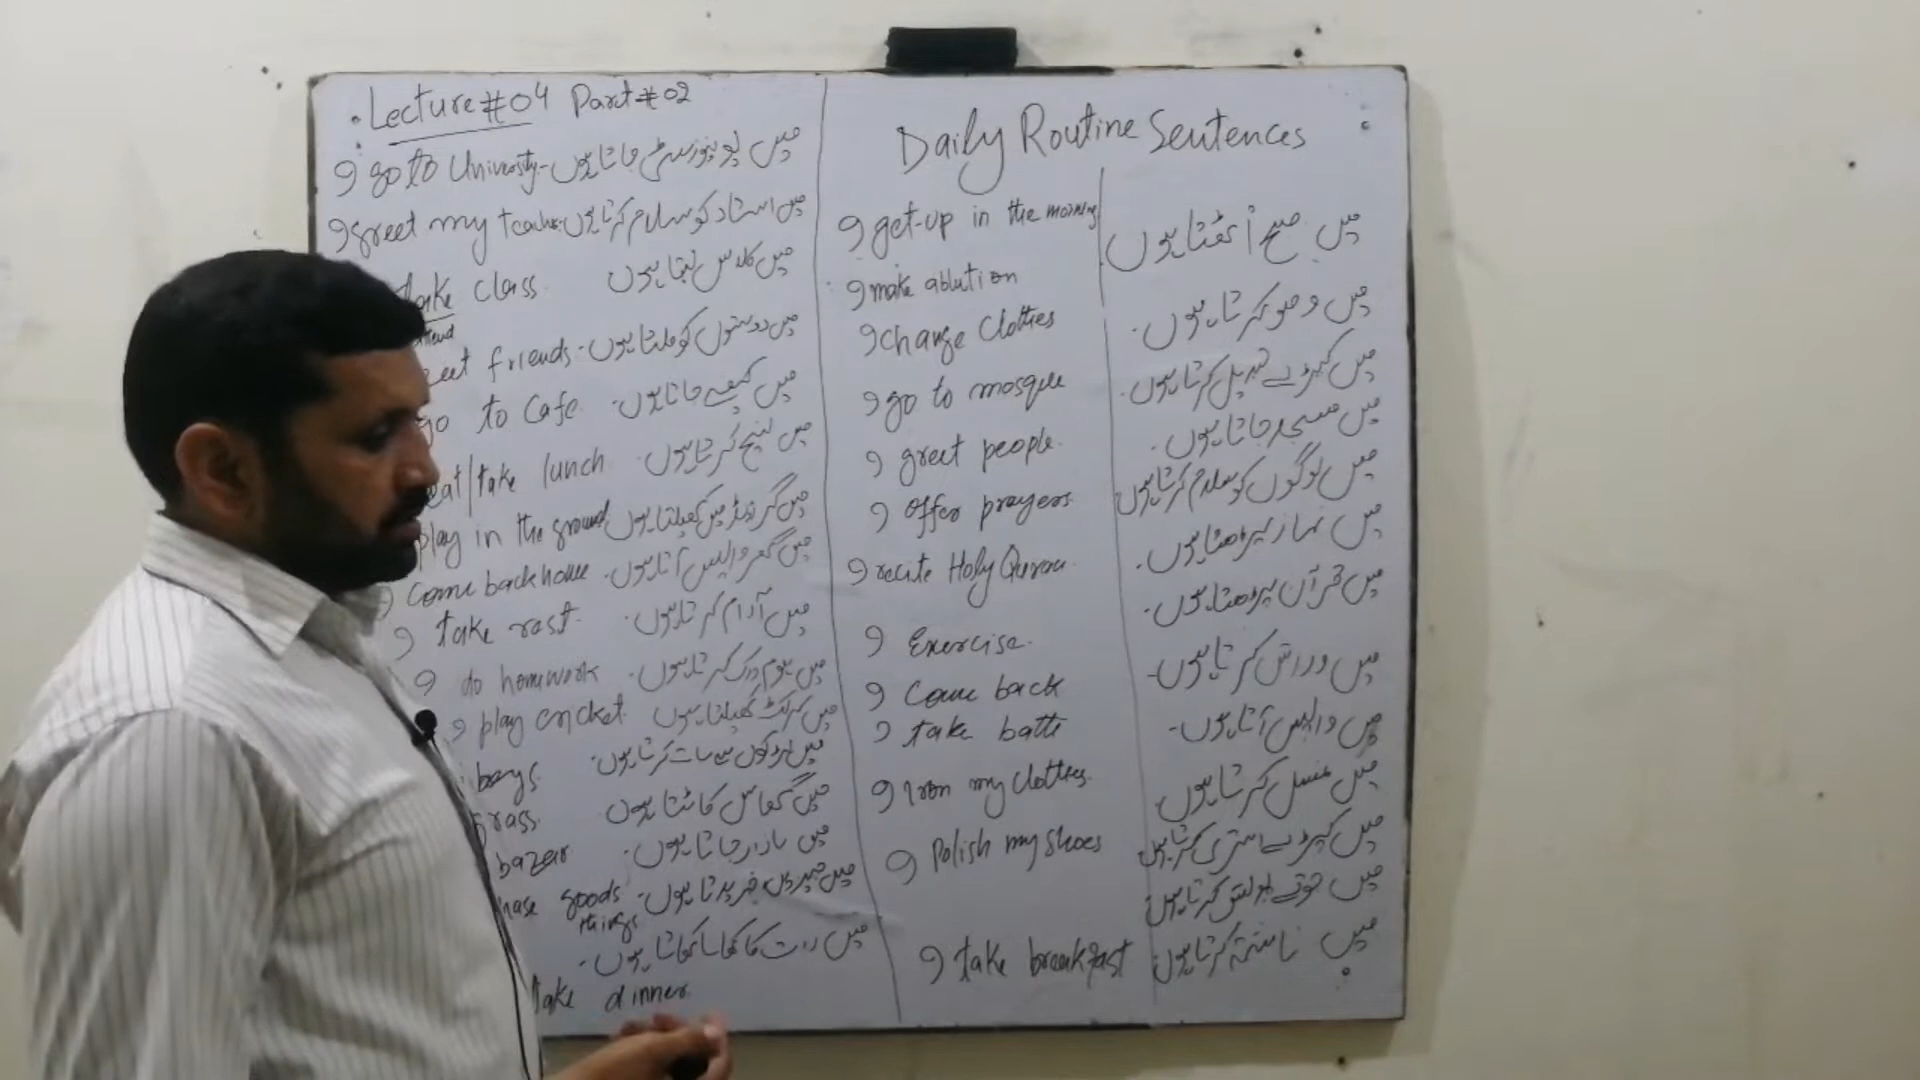 Lecture #04 Part #02
I go to University. میں یونیورسٹی جاتا ہوں
I greet my teacher. میں استاد کو سلام کرتا ہوں
take class میں کلاس لیتا ہوں
friends. میں دوستوں کو ملتا ہوں
go to Cafe. میں کیفے جاتا ہوں
eat/take lunch میں لنچ کرتا ہوں
play in the ground میں گرونڈ میں کھیلتا ہوں
come back home میں گھر واپس آتا ہوں.
I take rest. میں آرام کرتا ہوں.
I do homework میں ہوم ورک کرتا ہوں.
I play cricket. میں کرکٹ کھیلتا ہوں
boys. میں لڑکوں سے بات کرتا ہوں.
grass. میں گھاس کاٹتا ہوں
bazar میں بازار جاتا ہوں.
goods میں چیزیں خریدتا ہوں.
things
میں رات کا کھانا کھاتا ہوں.
take dinner.
Daily Routine Sentences
I get-up in the morning میں صبح اُٹھتا ہوں
I make ablution میں وضو کرتا ہوں.
I change Clothes میں کپڑے تبدیل کرتا ہوں.
I go to mosque میں مسجد جاتا ہوں.
I greet people. میں لوگوں کو سلام کرتا ہوں
I Offer prayers. میں نماز پڑھتا ہوں.
I recite Holy Quran. میں قرآن پڑھتا ہوں.
I Exercise. میں ورزش کرتا ہوں.
I Come back میں واپس آتا ہوں.
I take bath میں غسل کرتا ہوں.
I Iron my clothes. میں کپڑے استری کرتا ہوں
I Polish my shoes میں جوتے پولش کرتا ہوں.
I take breakfast میں ناشتہ کرتا ہوں.